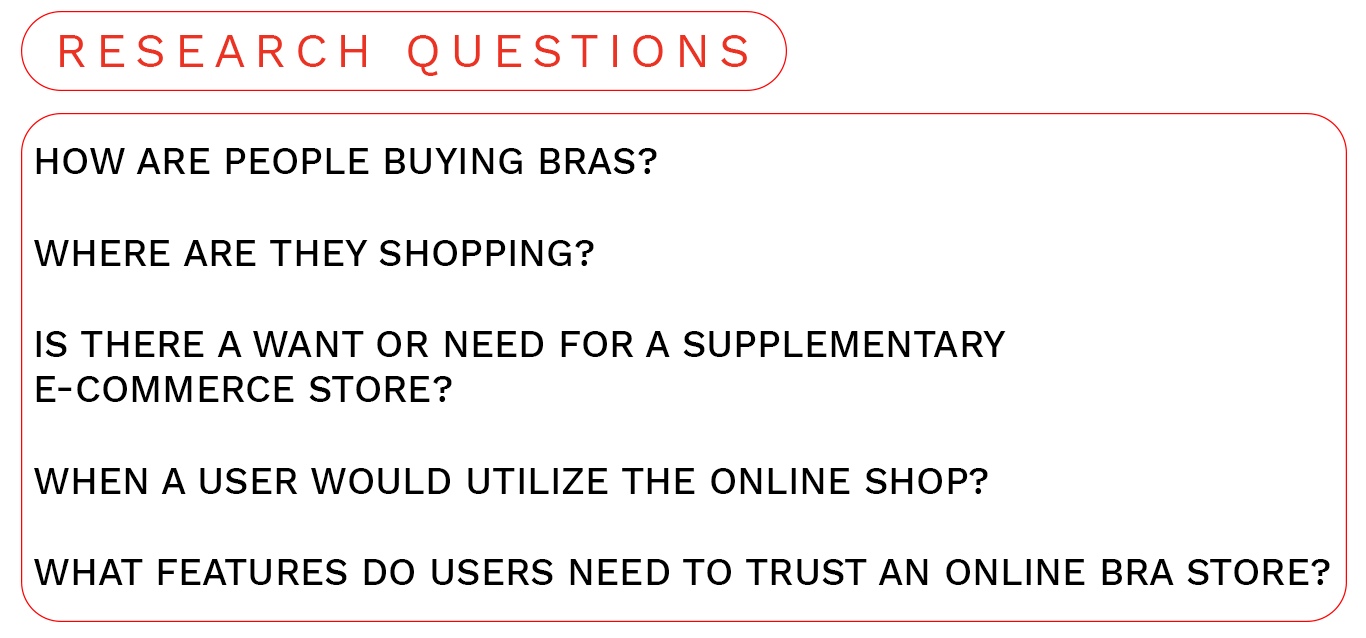 RESEARCH QUESTIONS
HOW ARE PEOPLE BUYING BRAS?
WHERE ARE THEY SHOPPING?
IS THERE A WANT OR NEED FOR A SUPPLEMENTARY
E-COMMERCE STORE?
WHEN A USER WOULD UTILIZE THE ONLINE SHOP?
WHAT FEATURES DO USERS NEED TO TRUST AN ONLINE BRA STORE?